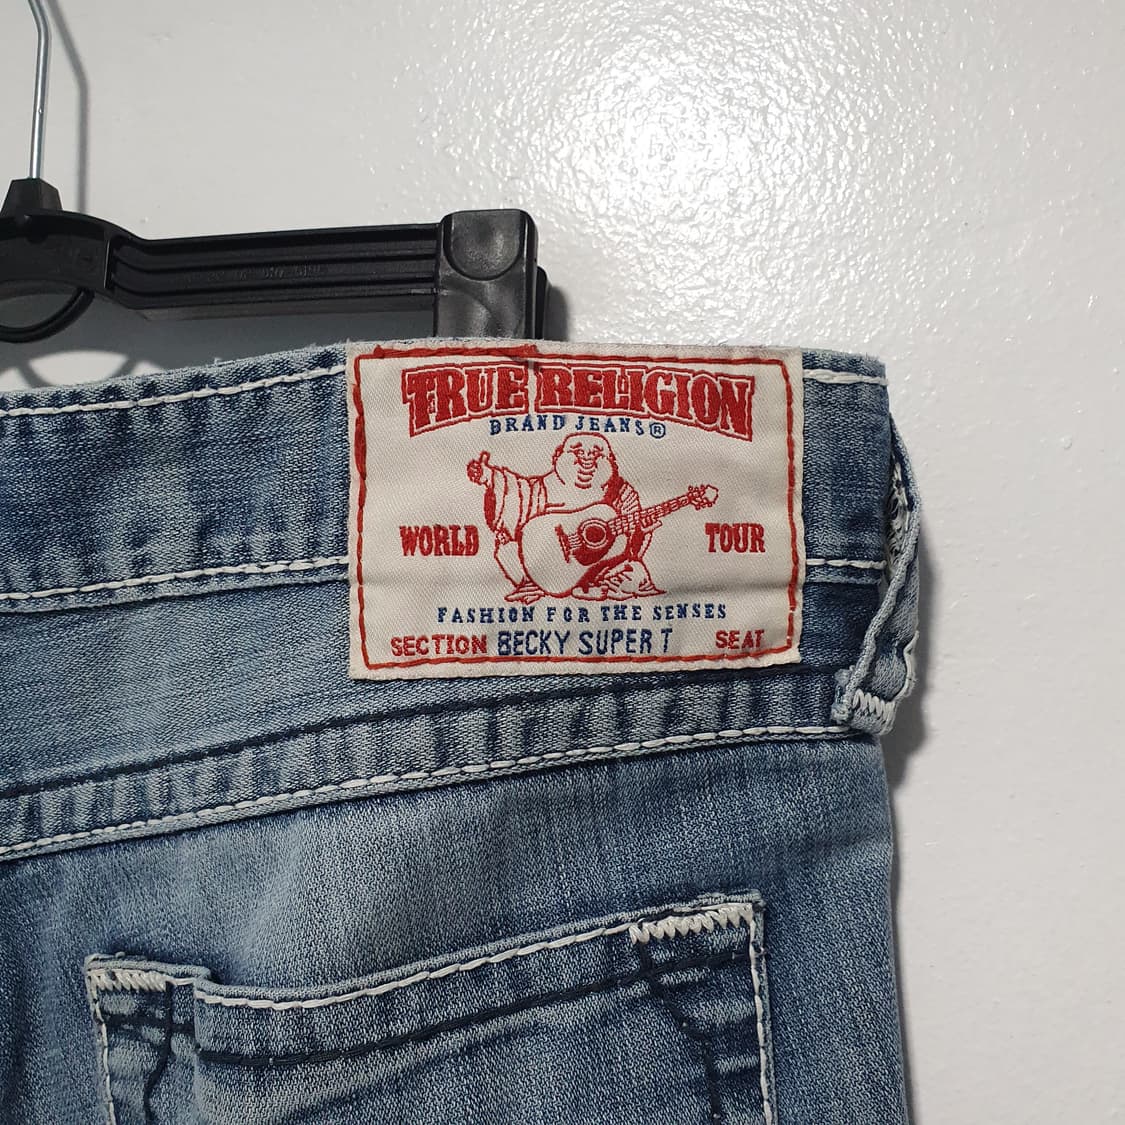 TRUE RELIGION
BRAND JEANS®
WORLD TOUR
FASHION FOR THE SENSES
SECTION BECKY SUPER T SEAT